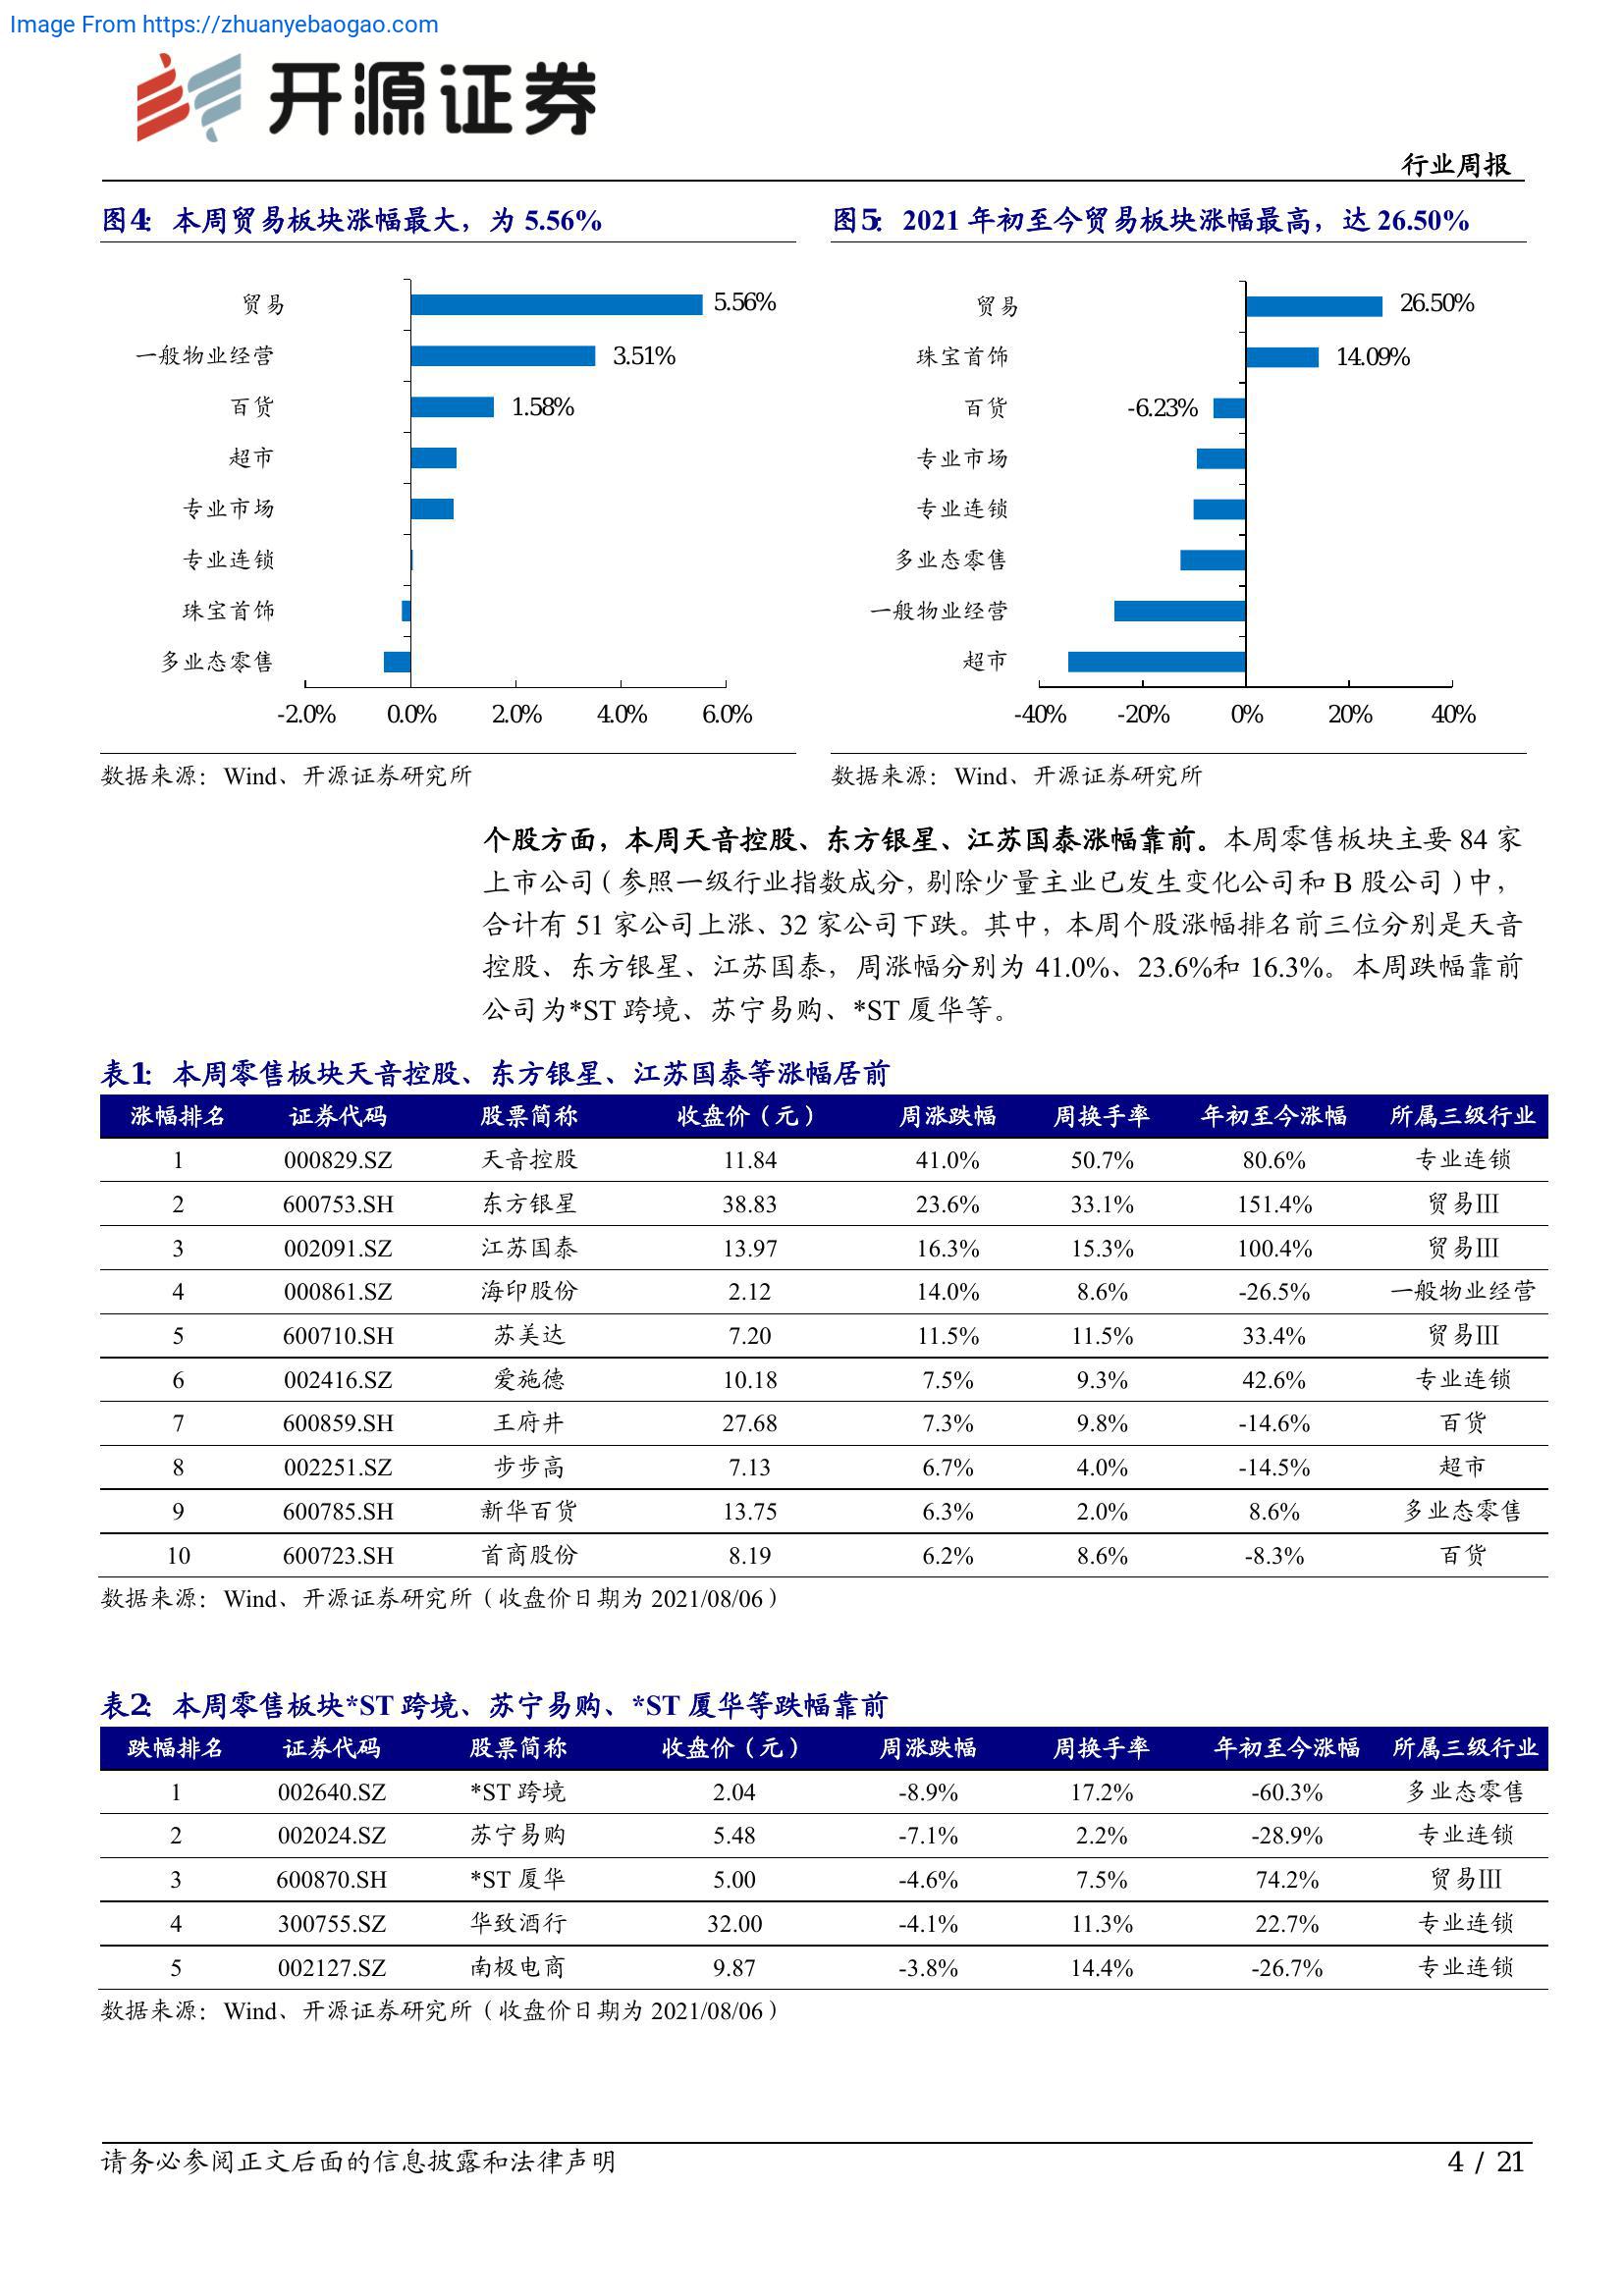 Image From https://zhuanyebaogao.com
开源证券
行业周报
图4： 本周贸易板块涨幅最大，为 5.56%
贸易
5.56%
一般物业经营
3.51%
百货
1.58%
超市
专业市场
专业连锁
珠宝首饰
多业态零售
-2.0% 0.0% 2.0% 4.0% 6.0%
数据来源：Wind、开源证券研究所
图5： 2021 年初至今贸易板块涨幅最高，达 26.50%
贸易
26.50%
珠宝首饰
14.09%
百货
-6.23%
专业市场
专业连锁
多业态零售
一般物业经营
超市
-40% -20% 0% 20% 40%
数据来源：Wind、开源证券研究所
个股方面，本周天音控股、东方银星、江苏国泰涨幅靠前。本周零售板块主要 84 家
上市公司（参照一级行业指数成分，剔除少量主业已发生变化公司和 B 股公司）中，
合计有 51 家公司上涨、32 家公司下跌。其中，本周个股涨幅排名前三位分别是天音
控股、东方银星、江苏国泰，周涨幅分别为 41.0%、23.6%和 16.3%。本周跌幅靠前
公司为*ST 跨境、苏宁易购、*ST 厦华等。
表1： 本周零售板块天音控股、东方银星、江苏国泰等涨幅居前
涨幅排名 证券代码 股票简称 收盘价（元） 周涨跌幅 周换手率 年初至今涨幅 所属三级行业
1 000829.SZ 天音控股 11.84 41.0% 50.7% 80.6% 专业连锁
2 600753.SH 东方银星 38.83 23.6% 33.1% 151.4% 贸易Ⅲ
3 002091.SZ 江苏国泰 13.97 16.3% 15.3% 100.4% 贸易Ⅲ
4 000861.SZ 海印股份 2.12 14.0% 8.6% -26.5% 一般物业经营
5 600710.SH 苏美达 7.20 11.5% 11.5% 33.4% 贸易Ⅲ
6 002416.SZ 爱施德 10.18 7.5% 9.3% 42.6% 专业连锁
7 600859.SH 王府井 27.68 7.3% 9.8% -14.6% 百货
8 002251.SZ 步步高 7.13 6.7% 4.0% -14.5% 超市
9 600785.SH 新华百货 13.75 6.3% 2.0% 8.6% 多业态零售
10 600723.SH 首商股份 8.19 6.2% 8.6% -8.3% 百货
数据来源：Wind、开源证券研究所（收盘价日期为 2021/08/06）
表2： 本周零售板块*ST 跨境、苏宁易购、*ST 厦华等跌幅靠前
跌幅排名 证券代码 股票简称 收盘价（元） 周涨跌幅 周换手率 年初至今涨幅 所属三级行业
1 002640.SZ *ST 跨境 2.04 -8.9% 17.2% -60.3% 多业态零售
2 002024.SZ 苏宁易购 5.48 -7.1% 2.2% -28.9% 专业连锁
3 600870.SH *ST 厦华 5.00 -4.6% 7.5% 74.2% 贸易Ⅲ
4 300755.SZ 华致酒行 32.00 -4.1% 11.3% 22.7% 专业连锁
5 002127.SZ 南极电商 9.87 -3.8% 14.4% -26.7% 专业连锁
数据来源：Wind、开源证券研究所（收盘价日期为 2021/08/06）
请务必参阅正文后面的信息披露和法律声明
4 / 21